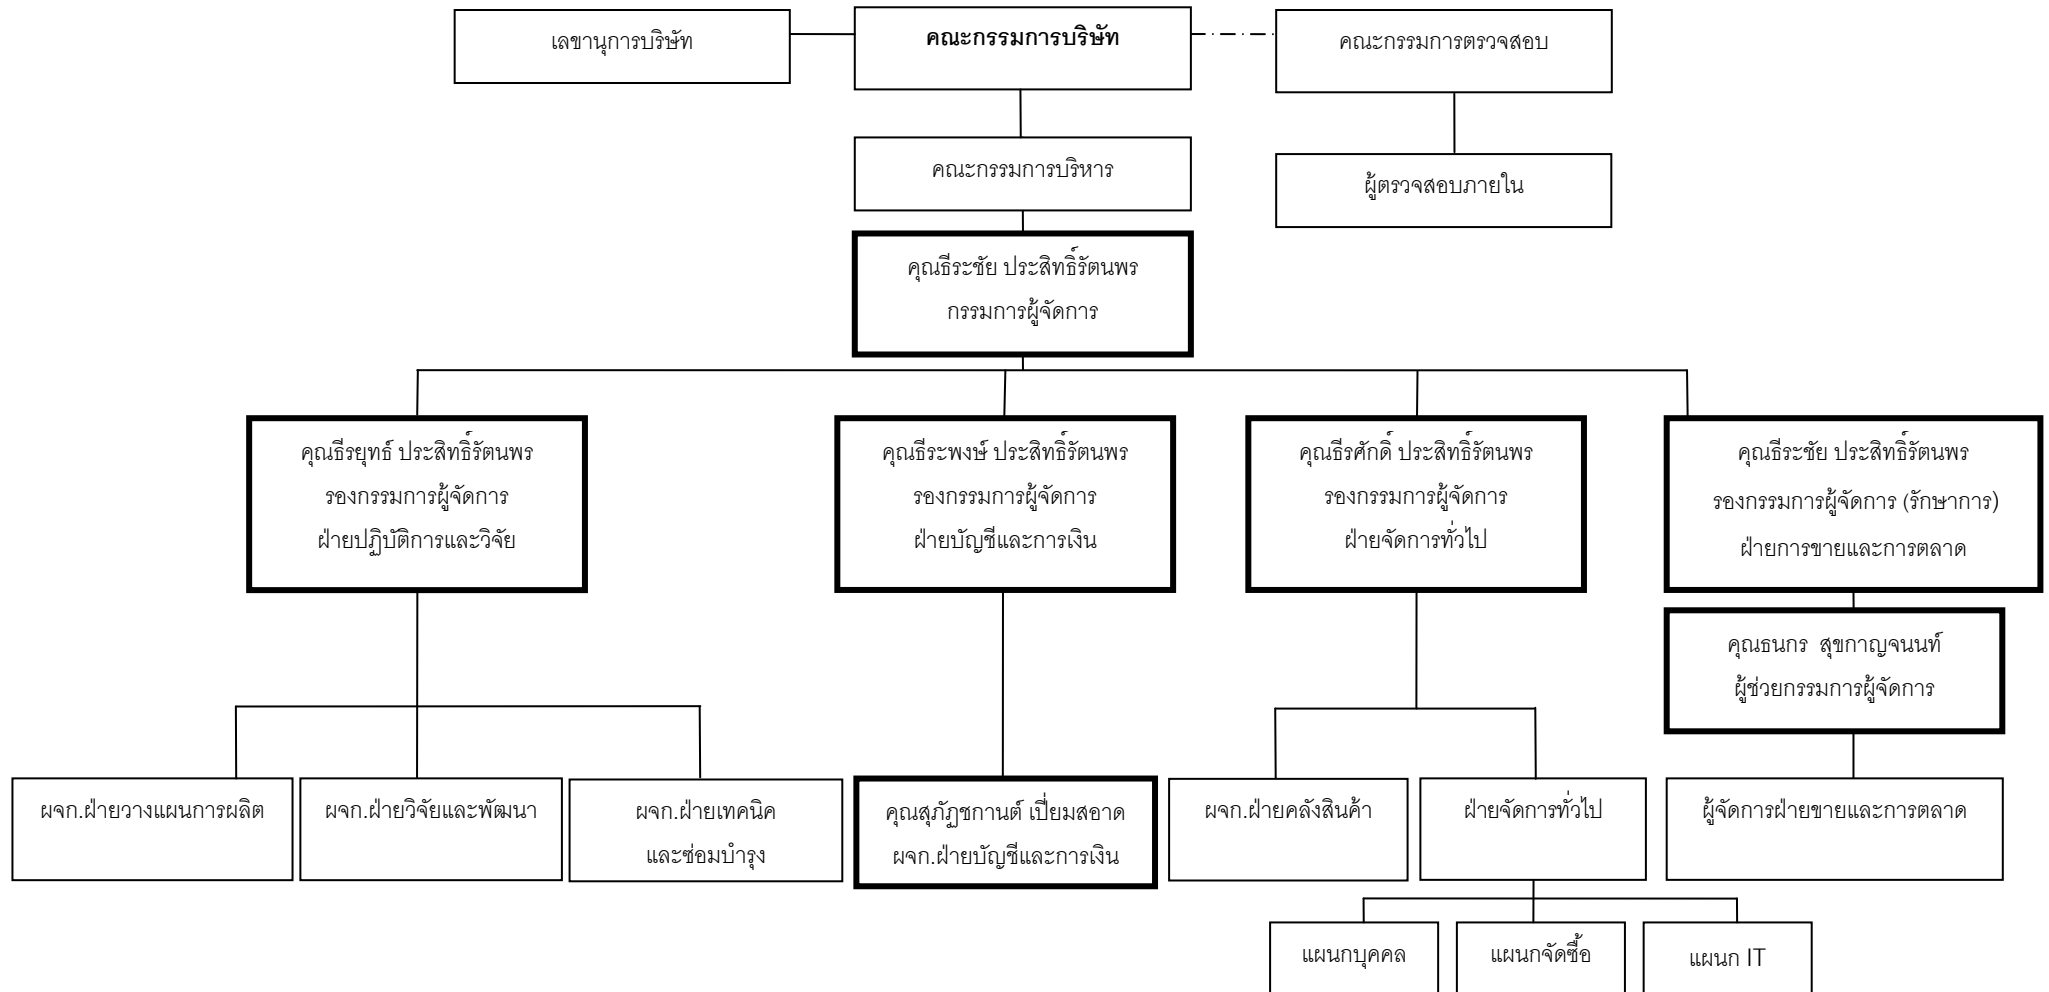 เลขานุการบริษัท
คณะกรรมการบริษัท
คณะกรรมการตรวจสอบ
คณะกรรมการบริหาร
ผู้ตรวจสอบภายใน
คุณธีระชัย ประสิทธิ์รัตนพร
กรรมการผู้จัดการ
คุณธีรยุทธ์ ประสิทธิ์รัตนพร
รองกรรมการผู้จัดการ
ฝ่ายปฏิบัติการและวิจัย
คุณธีระพงษ์ ประสิทธิ์รัตนพร
รองกรรมการผู้จัดการ
ฝ่ายบัญชีและการเงิน
คุณธีรศักดิ์ ประสิทธิ์รัตนพร
รองกรรมการผู้จัดการ
ฝ่ายจัดการทั่วไป
คุณธีระชัย ประสิทธิ์รัตนพร
รองกรรมการผู้จัดการ (รักษาการ)
ฝ่ายการขายและการตลาด
คุณธนกร สุขกาญจนนท์
ผู้ช่วยกรรมการผู้จัดการ
ผจก.ฝ่ายวางแผนการผลิต
ผจก.ฝ่ายวิจัยและพัฒนา
ผจก.ฝ่ายเทคนิค
และซ่อมบำรุง
คุณสุภัฏชกานต์ เปี่ยมสอาด
ผจก.ฝ่ายบัญชีและการเงิน
ผจก.ฝ่ายคลังสินค้า
ฝ่ายจัดการทั่วไป
ผู้จัดการฝ่ายขายและการตลาด
แผนกบุคคล
แผนกจัดซื้อ
แผนก IT